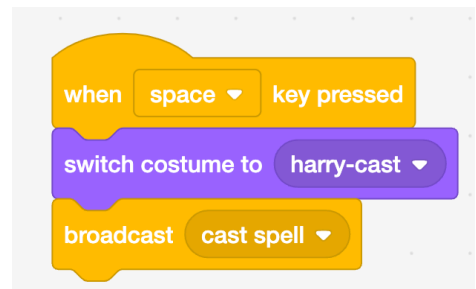 when space key pressed
switch costume to harry-cast
broadcast cast spell